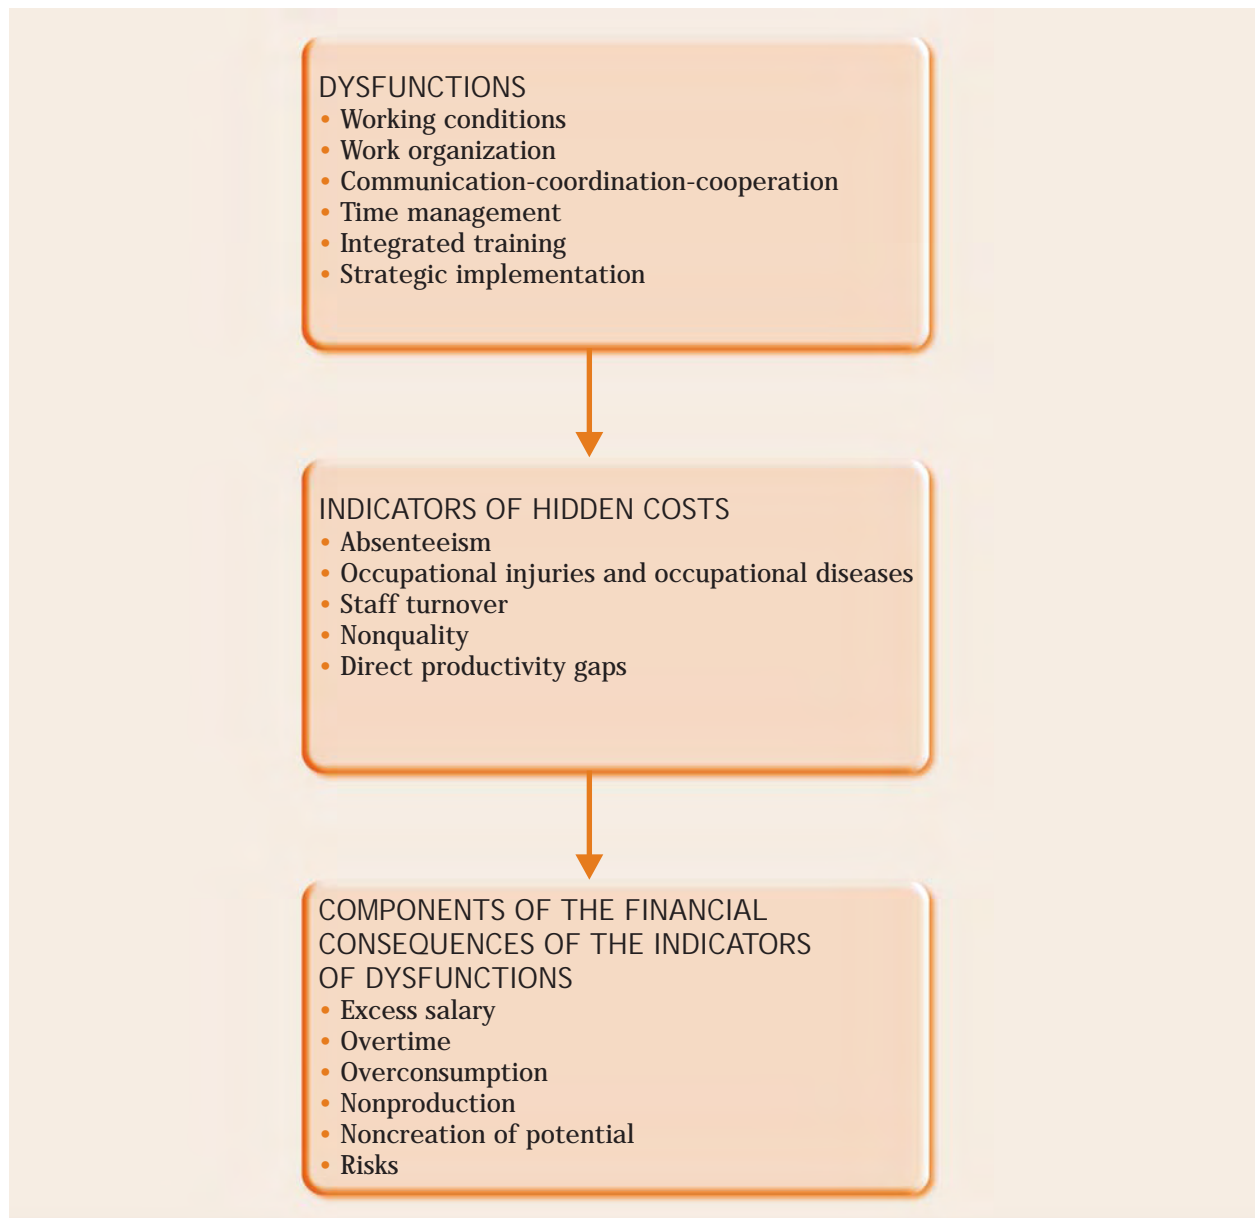 DYSFUNCTIONS
• Working conditions
• Work organization
• Communication-coordination-cooperation
• Time management
• Integrated training
• Strategic implementation
INDICATORS OF HIDDEN COSTS
• Absenteeism
• Occupational injuries and occupational diseases
• Staff turnover
• Nonquality
• Direct productivity gaps
COMPONENTS OF THE FINANCIAL
CONSEQUENCES OF THE INDICATORS
OF DYSFUNCTIONS
• Excess salary
• Overtime
• Overconsumption
• Nonproduction
• Noncreation of potential
• Risks